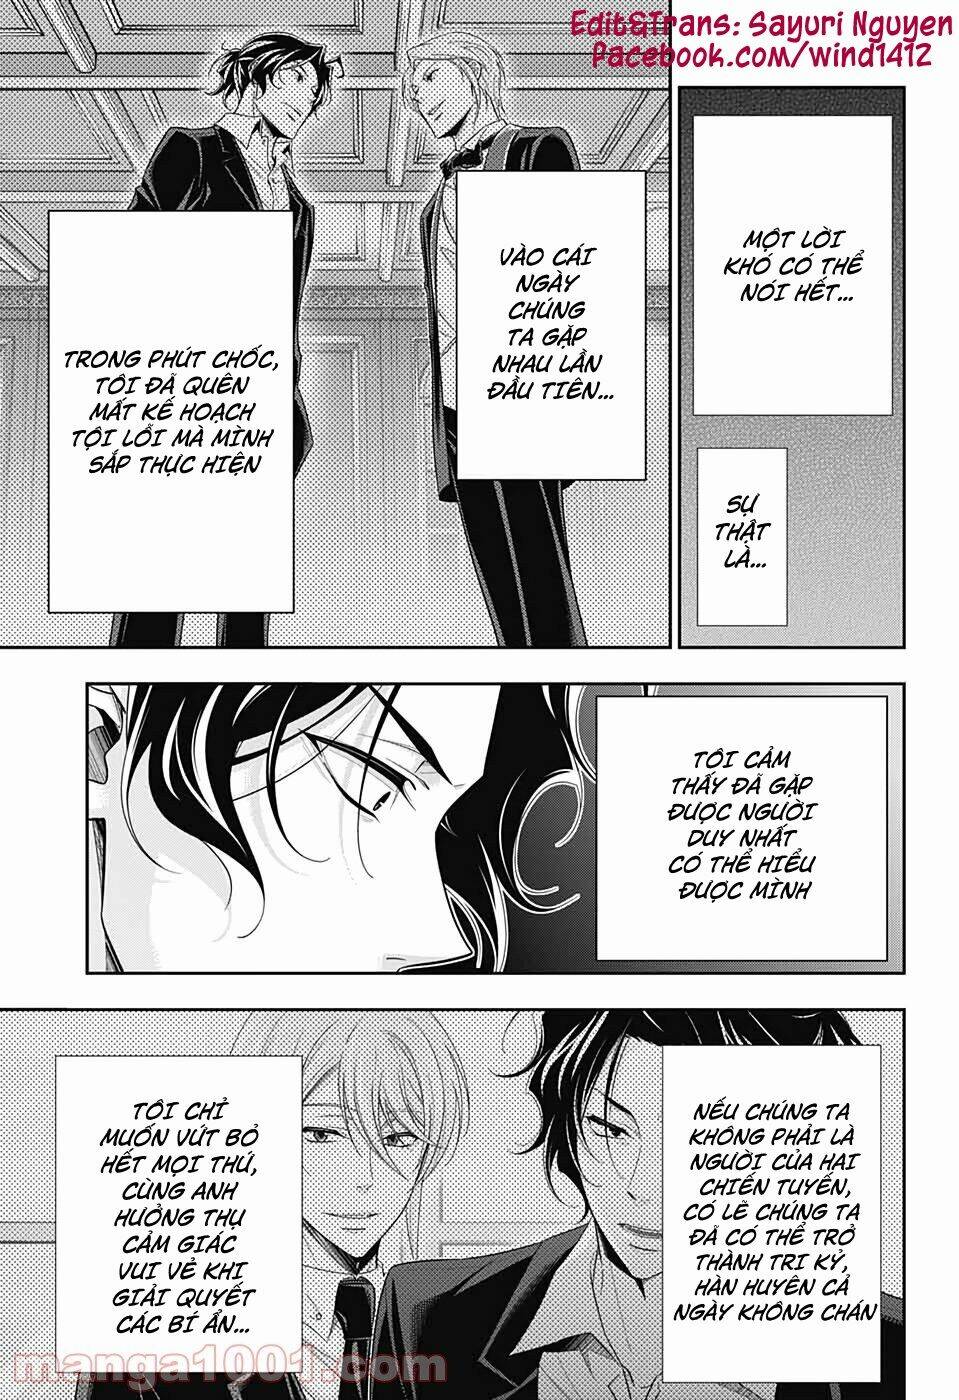 Edit&Trans: Sayuri Nguyen
Facebook.com/wind1412
MỘT LỜI
KHÓ CÓ THỂ
NÓI HẾT...
SỰ
THẬT
LÀ...
VÀO CÁI
NGÀY
CHÚNG
TA GẶP
NHAU LẦN
ĐẦU TIÊN...
TRONG PHÚT CHỐC,
TÔI ĐÃ QUÊN
MẤT KẾ HOẠCH
TỘI LỖI MÀ MÌNH
SẮP THỰC HIỆN
TÔI CẢM
THẤY ĐÃ GẶP
ĐƯỢC NGƯỜI
DUY NHẤT
CÓ THỂ HIỂU
ĐƯỢC MÌNH
NẾU CHÚNG TA
KHÔNG PHẢI LÀ
NGƯỜI CỦA HAI
CHIẾN TUYẾN,
CÓ LẼ CHÚNG TA
ĐÃ CÓ THỂ TRỞ
THÀNH TRI KỶ,
HÀN HUYÊN CẢ
NGÀY KHÔNG CHÁN
TÔI CHỈ
MUỐN VỨT BỎ
HẾT MỌI THỨ,
CÙNG ANH
HƯỞNG THỤ
CẢM GIÁC
VUI VẺ KHI
GIẢI QUYẾT
CÁC BÍ ẨN...
manga1001.com